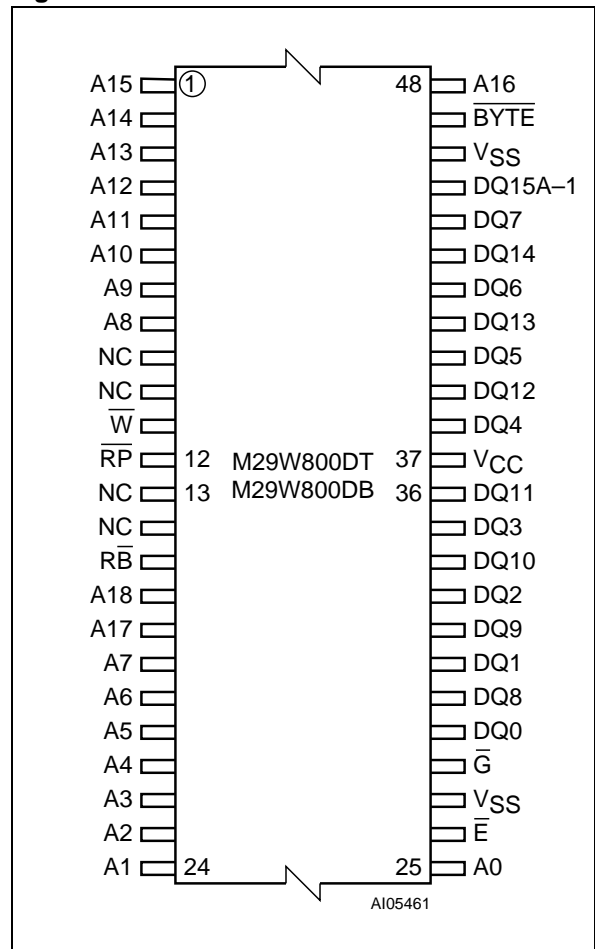 A15 ① 48 A16
A14 B̅Y̅T̅E̅
A13 VSS
A12 DQ15A–1
A11 DQ7
A10 DQ14
A9 DQ6
A8 DQ13
NC DQ5
NC DQ12
W̅ DQ4
R̅P̅ 12 M29W800DT 37 VCC
NC 13 M29W800DB 36 DQ11
NC DQ3
RB̅ DQ10
A18 DQ2
A17 DQ9
A7 DQ1
A6 DQ8
A5 DQ0
A4 G̅
A3 VSS
A2 E̅
A1 24 25 A0
AI05461